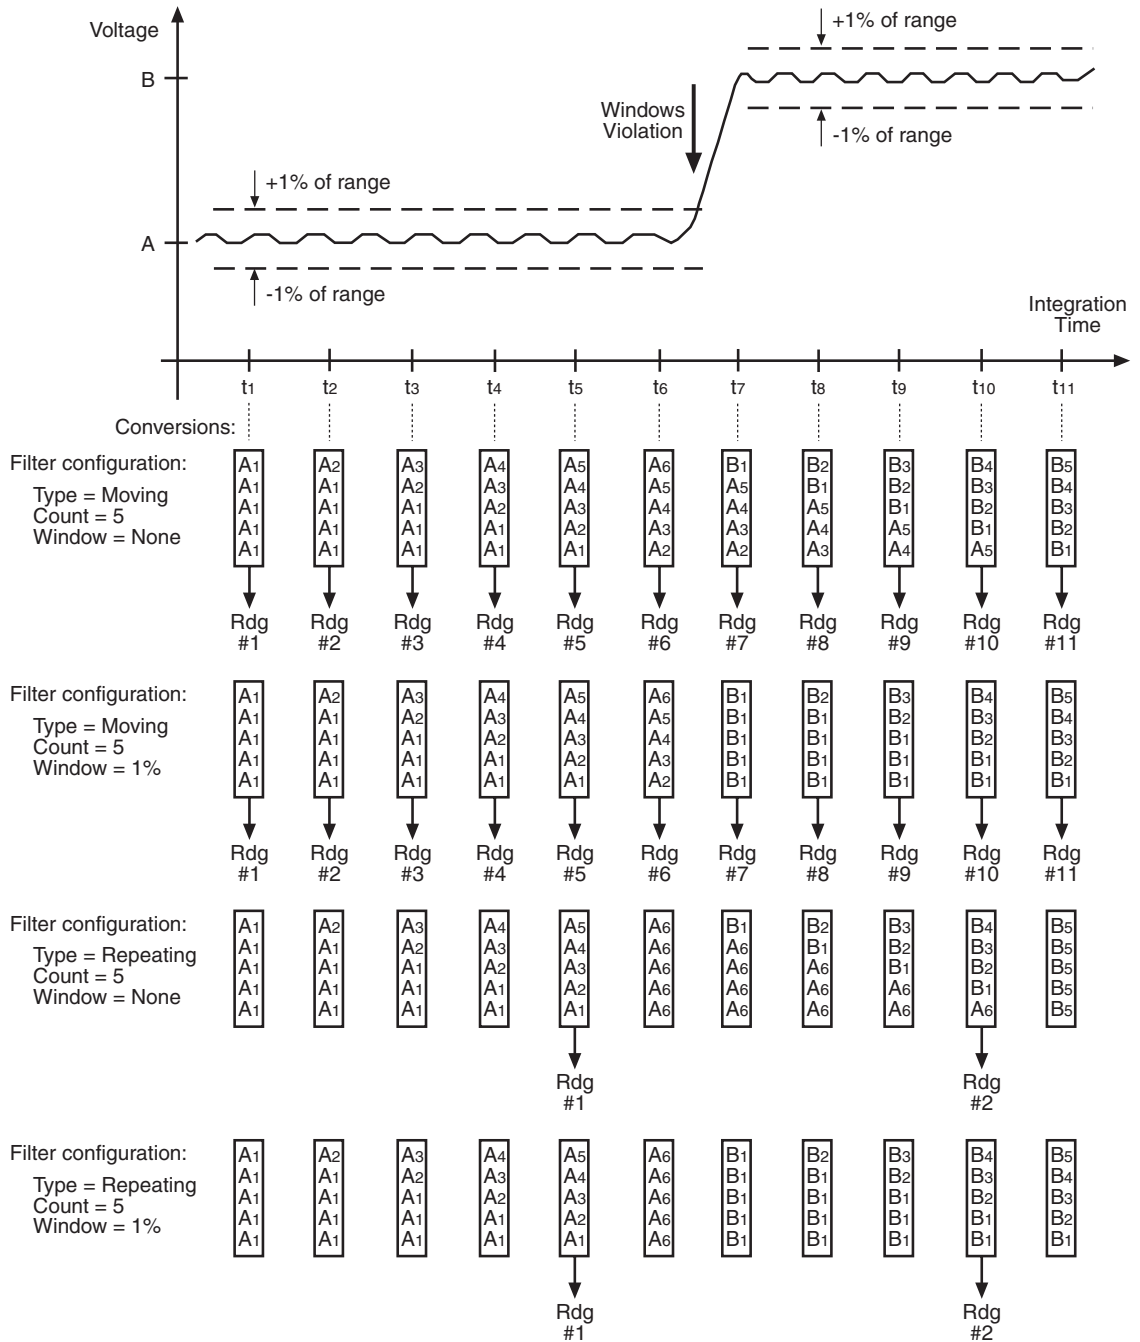 Voltage
+1% of range
B
Windows
Violation
-1% of range
+1% of range
A
-1% of range
Integration
Time
t1 t2 t3 t4 t5 t6 t7 t8 t9 t10 t11
Conversions:
Filter configuration:
Type = Moving
Count = 5
Window = None
A1 A2 A3 A4 A5 A6 B1 B2 B3 B4 B5
A1 A1 A2 A3 A4 A5 A5 B1 B2 B3 B4
A1 A1 A1 A2 A3 A4 A4 A5 B1 B2 B3
A1 A1 A1 A1 A2 A3 A3 A4 A5 B1 B2
A1 A1 A1 A1 A1 A2 A2 A3 A4 A5 B1
Rdg Rdg Rdg Rdg Rdg Rdg Rdg Rdg Rdg Rdg Rdg
#1 #2 #3 #4 #5 #6 #7 #8 #9 #10 #11
Filter configuration:
Type = Moving
Count = 5
Window = 1%
A1 A2 A3 A4 A5 A6 B1 B2 B3 B4 B5
A1 A1 A2 A3 A4 A5 B1 B1 B2 B3 B4
A1 A1 A1 A2 A3 A4 B1 B1 B1 B2 B3
A1 A1 A1 A1 A2 A3 B1 B1 B1 B1 B2
A1 A1 A1 A1 A1 A2 B1 B1 B1 B1 B1
Rdg Rdg Rdg Rdg Rdg Rdg Rdg Rdg Rdg Rdg Rdg
#1 #2 #3 #4 #5 #6 #7 #8 #9 #10 #11
Filter configuration:
Type = Repeating
Count = 5
Window = None
A1 A2 A3 A4 A5 A6 B1 B2 B3 B4 B5
A1 A1 A2 A3 A4 A6 A6 B1 B2 B3 B5
A1 A1 A1 A2 A3 A6 A6 A6 B1 B2 B5
A1 A1 A1 A1 A2 A6 A6 A6 A6 B1 B5
A1 A1 A1 A1 A1 A6 A6 A6 A6 A6 B5
Rdg Rdg
#1 #2
Filter configuration:
Type = Repeating
Count = 5
Window = 1%
A1 A2 A3 A4 A5 A6 B1 B2 B3 B4 B5
A1 A1 A2 A3 A4 A6 B1 B1 B2 B3 B4
A1 A1 A1 A2 A3 A6 B1 B1 B1 B2 B3
A1 A1 A1 A1 A2 A6 B1 B1 B1 B1 B2
A1 A1 A1 A1 A1 A6 B1 B1 B1 B1 B1
Rdg Rdg
#1 #2